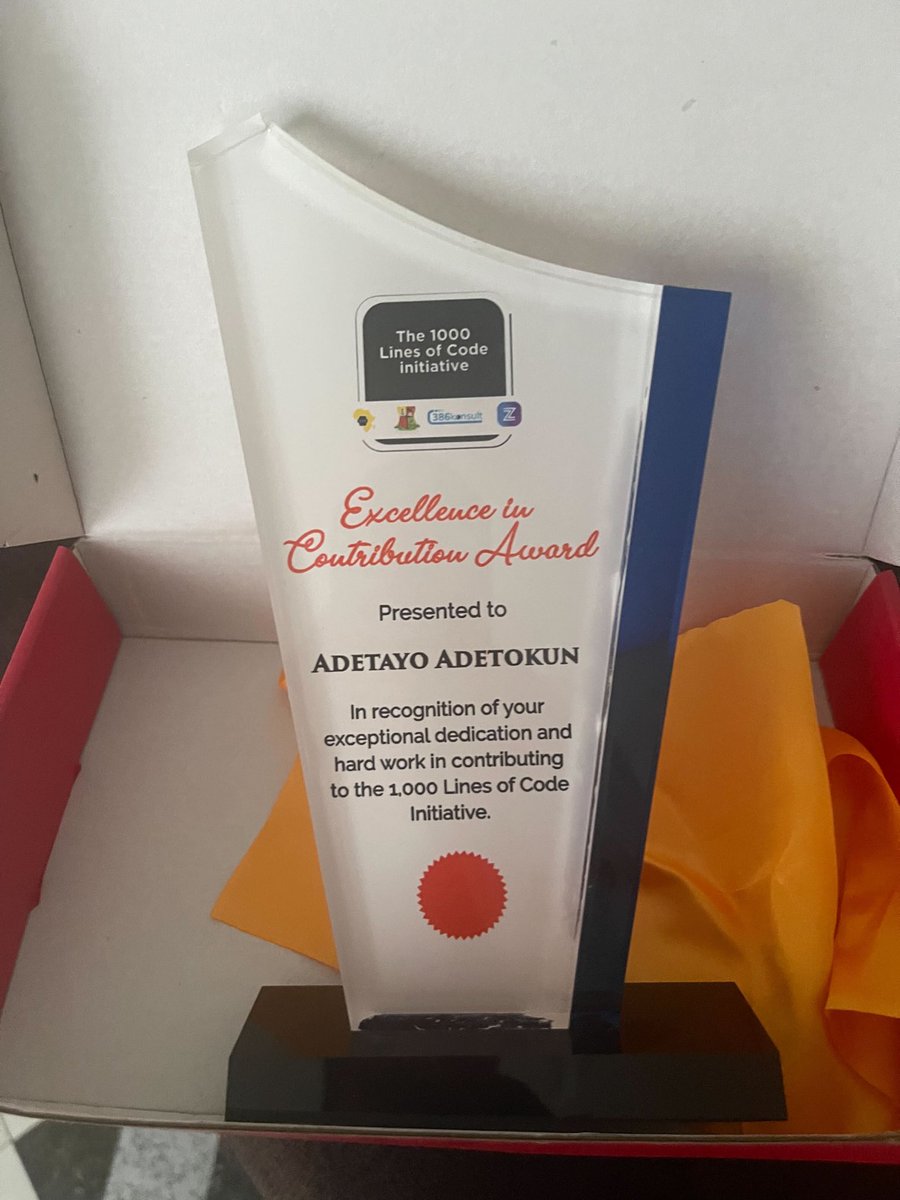 The 1000
Lines of Code
initiative
386konsult
Z
Excellence in
Contribution Award
Presented to
ADETAYO ADETOKUN
In recognition of your
exceptional dedication and
hard work in contributing
to the 1,000 Lines of Code
Initiative.